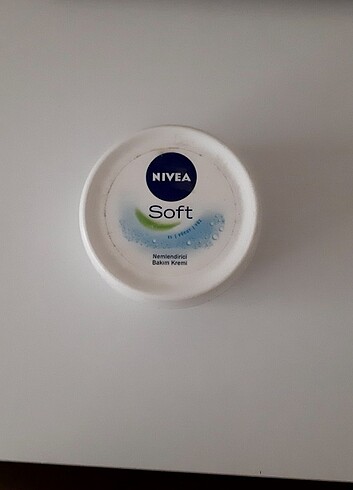 NIVEA
Soft
Nemlendirici
Bakım Kremi